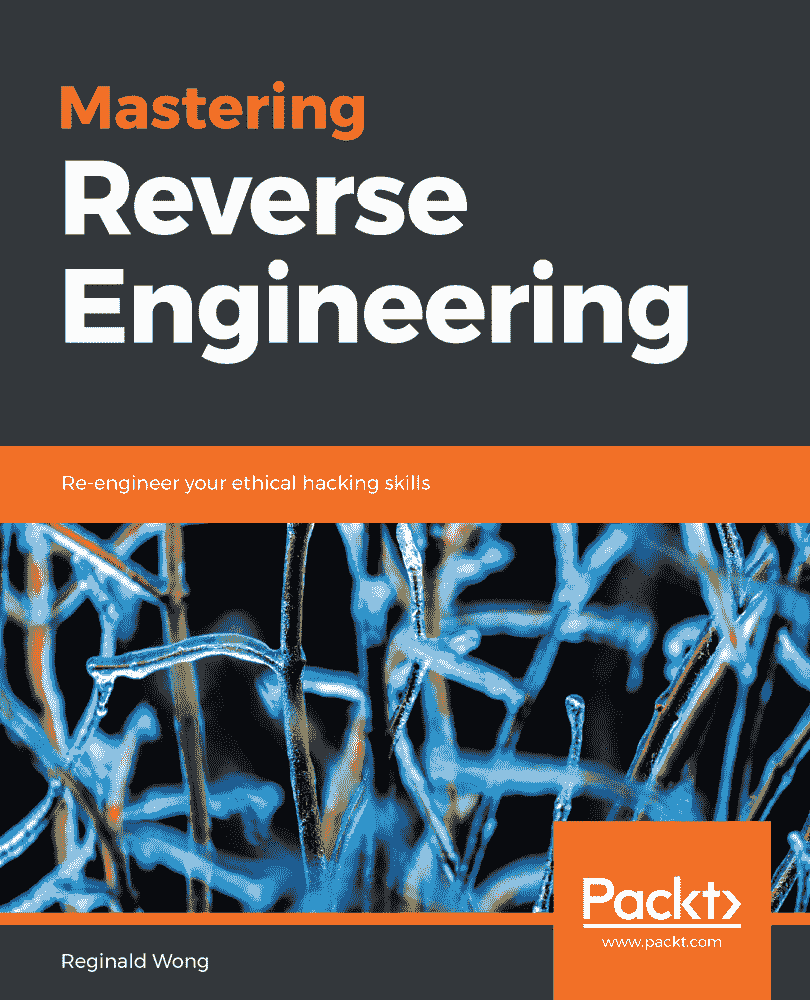 Mastering
Reverse
Engineering
Re-engineer your ethical hacking skills
Packt>
www.packt.com
Reginald Wong